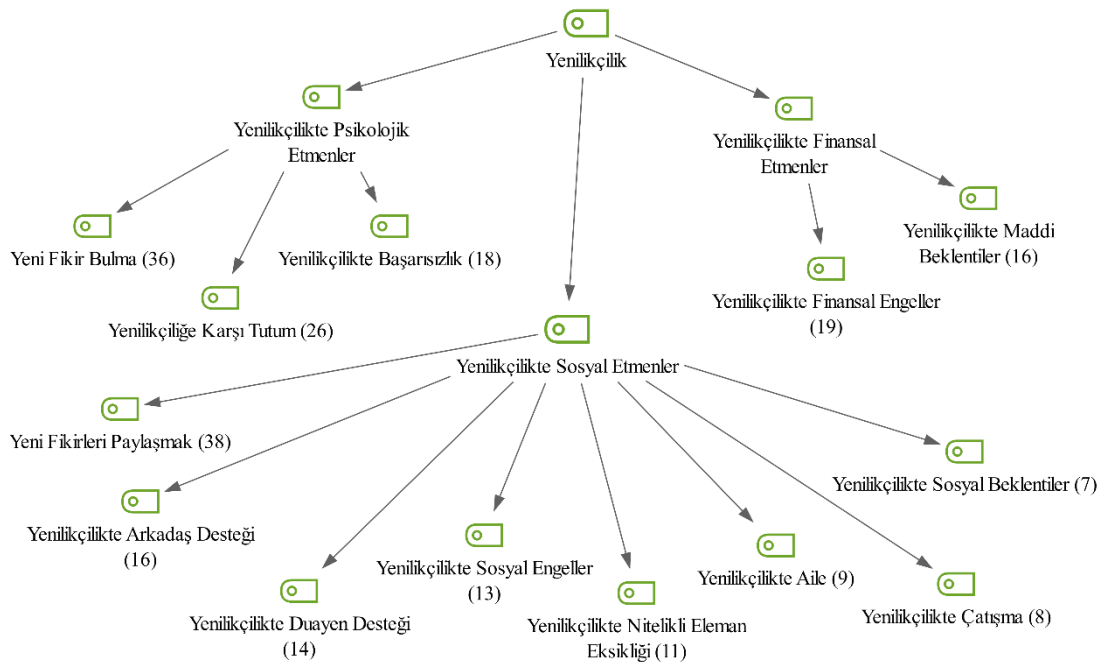 Yenilikçilik
Yenilikçilikte Psikolojik
Etmenler
Yenilikçilikte Finansal
Etmenler
Yeni Fikir Bulma (36)
Yenilikçilikte Başarısızlık (18)
Yenilikçilikte Maddi
Beklentiler (16)
Yenilikçiliğe Karşı Tutum (26)
Yenilikçilikte Finansal Engeller
(19)
Yenilikçilikte Sosyal Etmenler
Yeni Fikirleri Paylaşmak (38)
Yenilikçilikte Sosyal Beklentiler (7)
Yenilikçilikte Arkadaş Desteği
(16)
Yenilikçilikte Sosyal Engeller
(13)
Yenilikçilikte Aile (9)
Yenilikçilikte Duayen Desteği
(14)
Yenilikçilikte Nitelikli Eleman
Eksikliği (11)
Yenilikçilikte Çatışma (8)